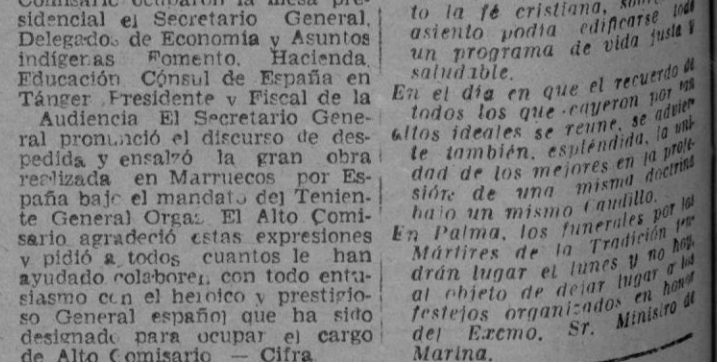 Comisario ocuparon la mesa pre-
sidencial el Secretario General,
Delegados de Economía y Asuntos
indígenas Fomento, Hacienda,
Educación Cónsul de España en
Tánger Presidente y Fiscal de la
Audiencia El Secretario Gene-
ral pronunció el discurso de des-
pedida y ensalzó la gran obra
realizada en Marruecos por Es-
paña bajo el mandato del Tenien-
te General Orgaz. El Alto Comi-
sario agradeció estas expresiones
y pidió a todos cuantos le han
ayudado colaboren con todo entu-
siasmo con el heroico y prestigio-
so General español que ha sido
designado para ocupar el cargo
de Alto Comisario — Cifra
to la fé cristiana,
asiento podía edificarse todo
un programa de vida justa y
saludable.
En el día en que el recuerdo de
todos los que cayeron por tan
altos ideales se reune, se advier
te también, espléndida, la uni-
dad de los mejores en la profe-
sión de una misma doctrina
bajo un mismo Caudillo.
En Palma, los funerales por los
Mártires de la Tradición ten-
drán lugar el lunes y no hoy,
al objeto de dejar lugar a los
festejos organizados en honor
del Excmo. Sr. Ministro de
Marina.